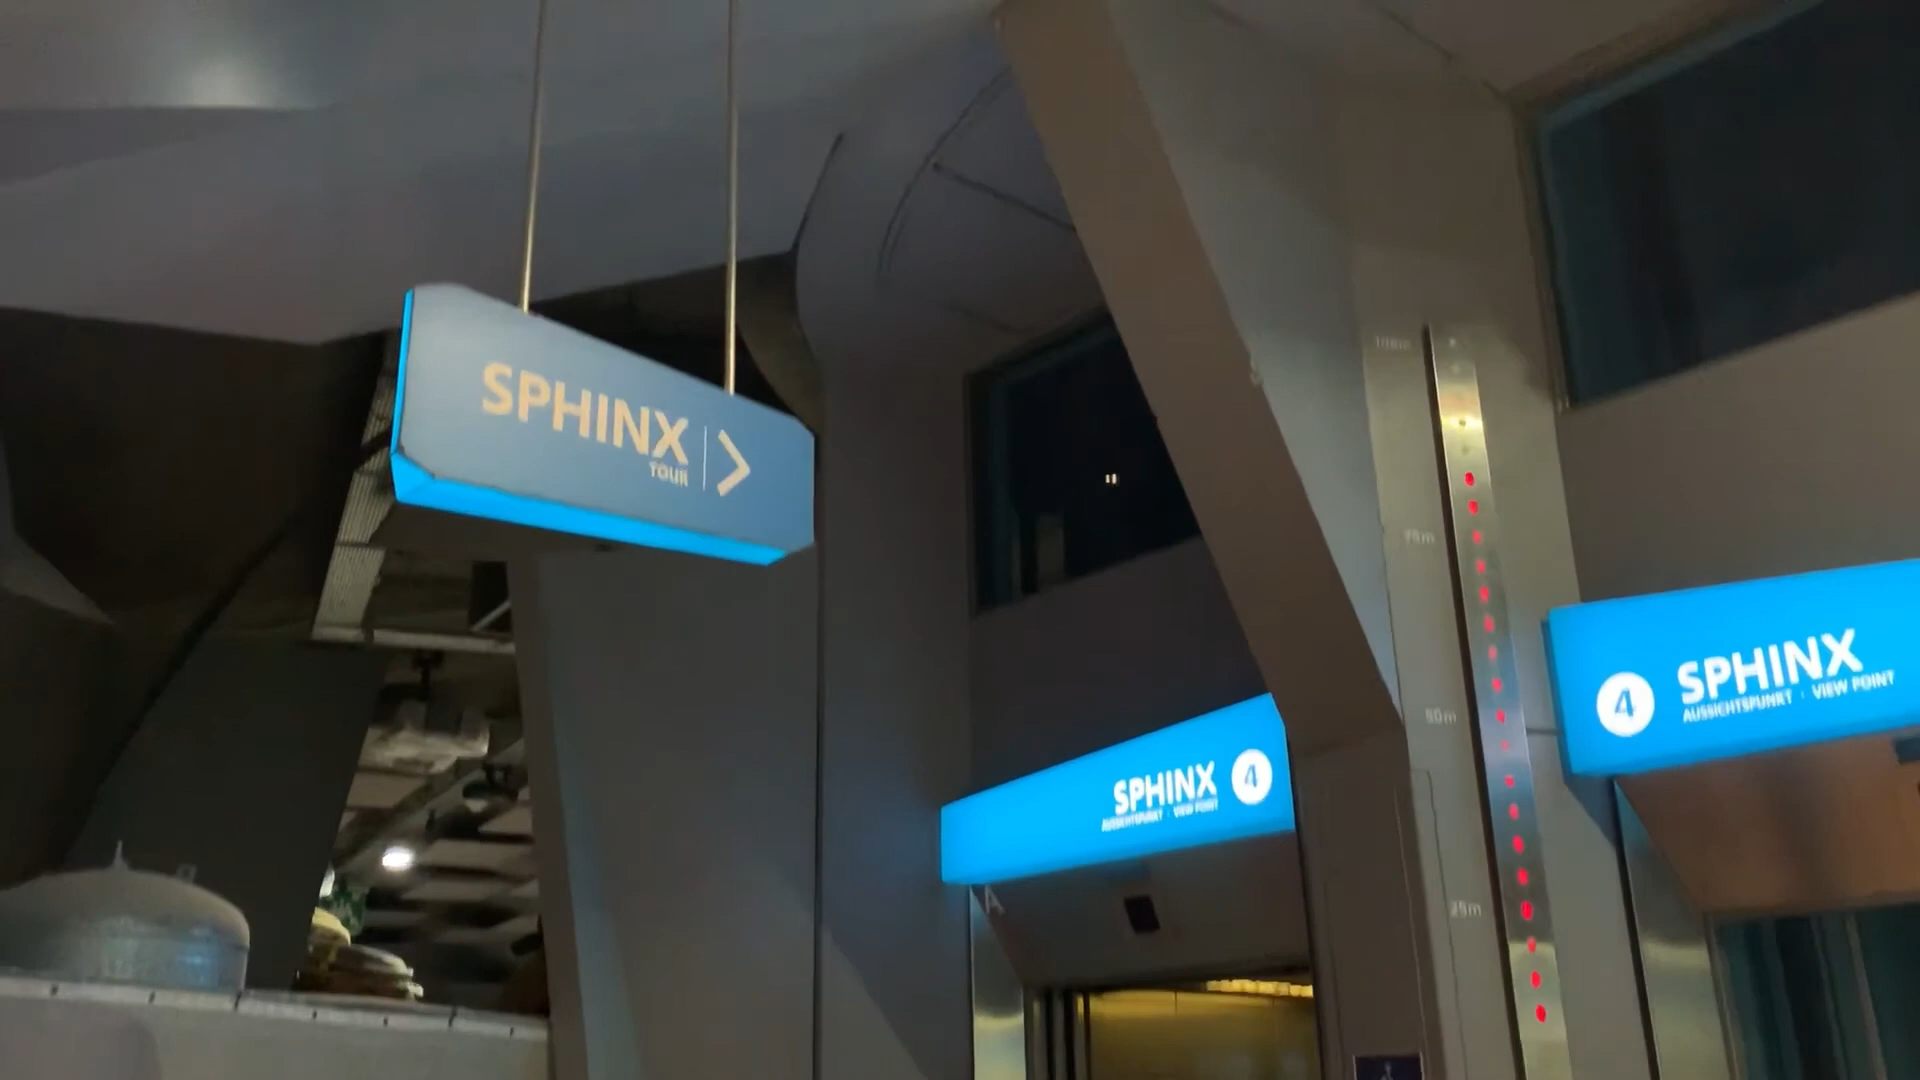 SPHINX
TOUR
100m
75m
50m
25m
SPHINX 4
AUSSICHTSPUNKT | VIEW POINT
A
4 SPHINX
AUSSICHTSPUNKT | VIEW POINT